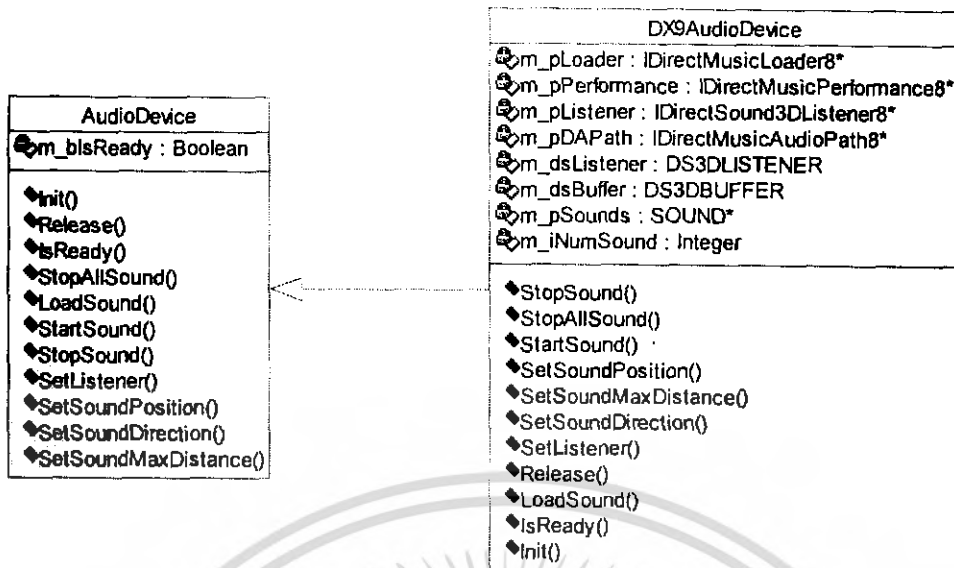 AudioDevice
m_bIsReady : Boolean
Init()
Release()
IsReady()
StopAllSound()
LoadSound()
StartSound()
StopSound()
SetListener()
SetSoundPosition()
SetSoundDirection()
SetSoundMaxDistance()
DX9AudioDevice
m_pLoader : IDirectMusicLoader8*
m_pPerformance : IDirectMusicPerformance8*
m_pListener : IDirectSound3DListener8*
m_pDAPath : IDirectMusicAudioPath8*
m_dsListener : DS3DLISTENER
m_dsBuffer : DS3DBUFFER
m_pSounds : SOUND*
m_iNumSound : Integer
StopSound()
StopAllSound()
StartSound()
SetSoundPosition()
SetSoundMaxDistance()
SetSoundDirection()
SetListener()
Release()
LoadSound()
IsReady()
Init()